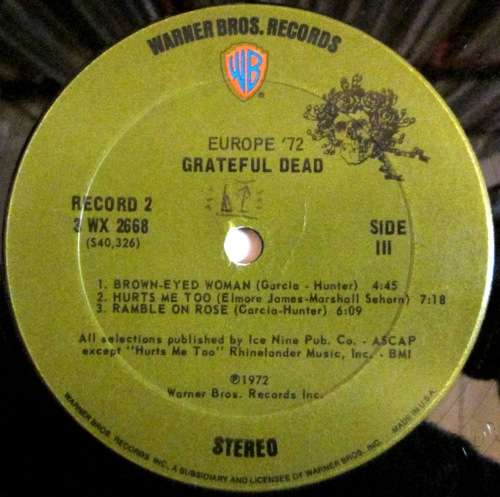 WARNER BROS. RECORDS
WB
®
EUROPE '72
GRATEFUL DEAD
RECORD 2
3 WX 2668
(S40,326)
SIDE
III
1. BROWN-EYED WOMAN (Garcia - Hunter) 4:45
2. HURTS ME TOO (Elmore James-Marshall Sehorn) 7:18
3. RAMBLE ON ROSE (Garcia-Hunter) 6:09
All selections published by Ice Nine Pub. Co. - ASCAP
except "Hurts Me Too" Rhinelander Music, Inc. - BMI
℗1972
Warner Bros. Records Inc.
STEREO
WARNER BROS. RECORDS INC., A SUBSIDIARY AND LICENSEE OF WARNER BROS. INC.
MADE IN U.S.A.